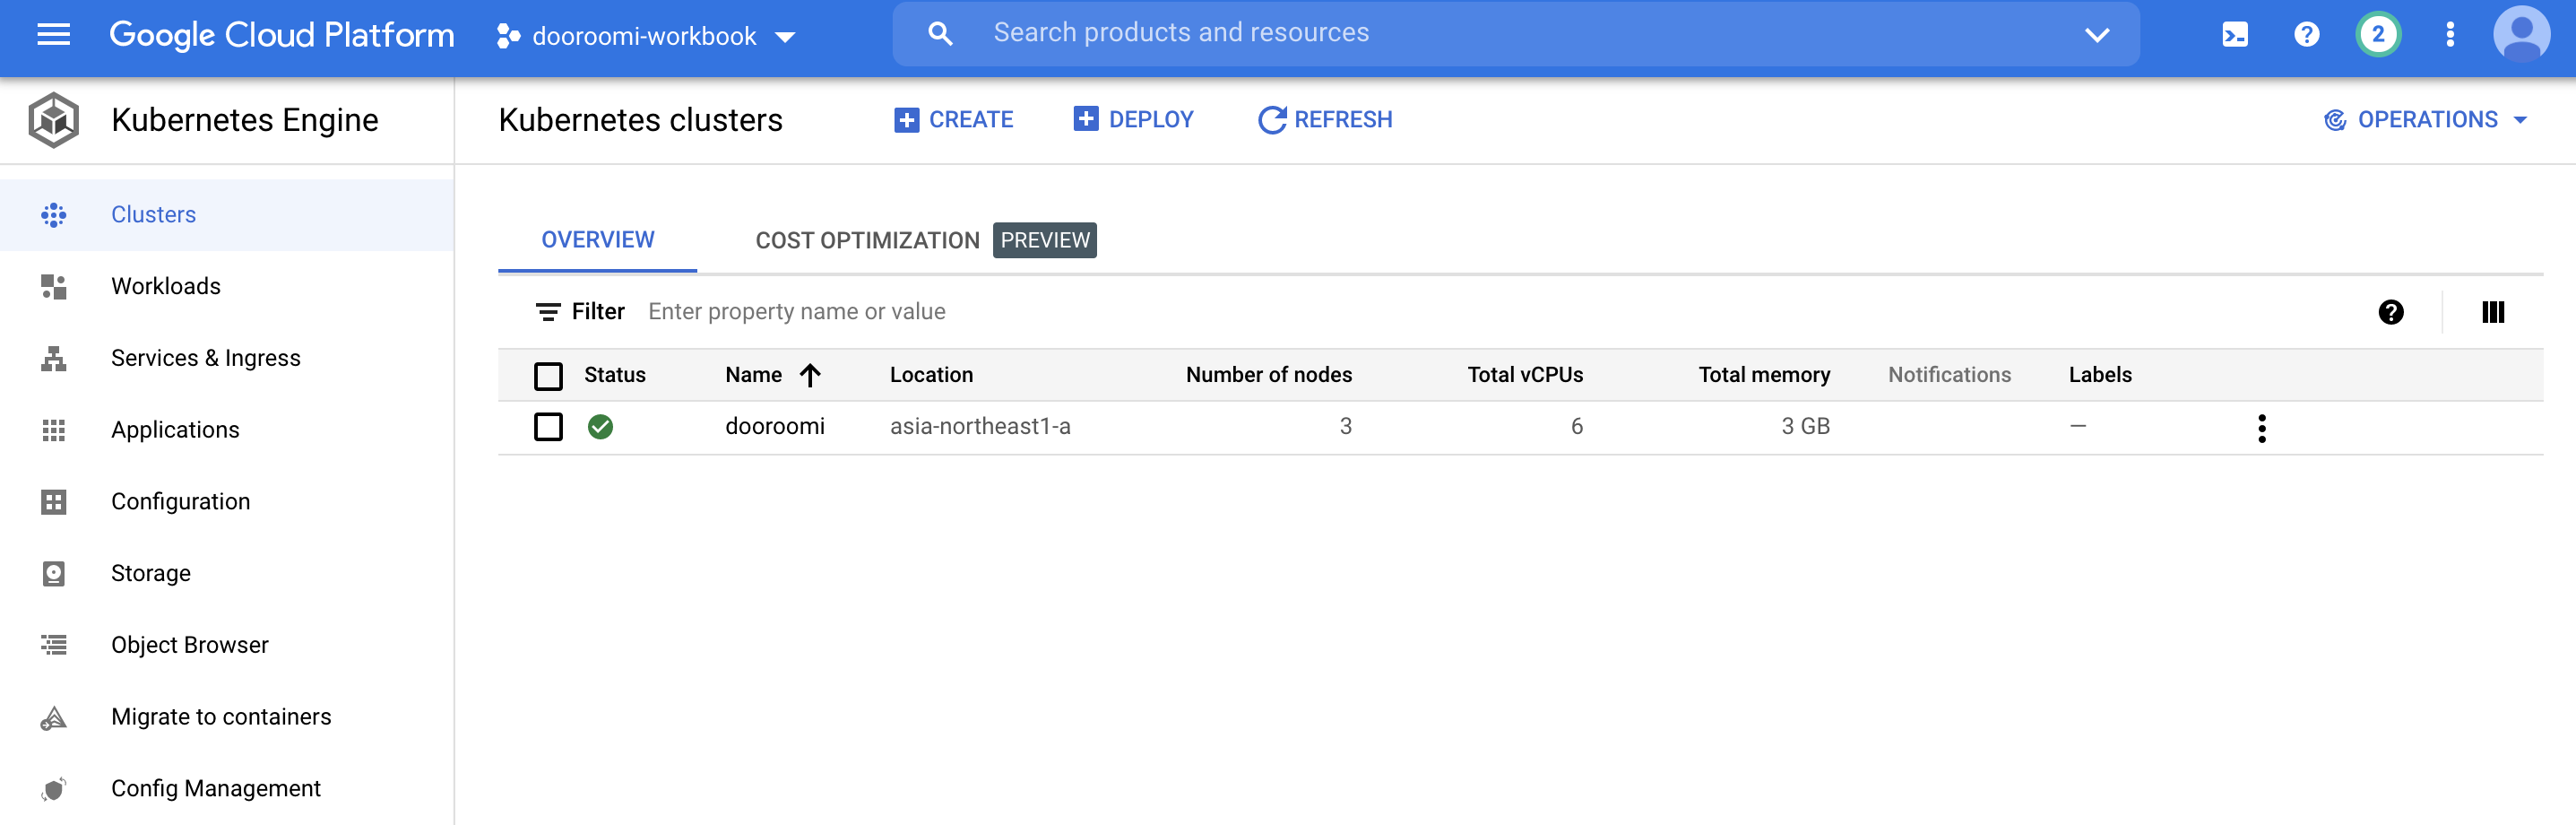 Google Cloud Platform dooroomi-workbook Search products and resources 2
Kubernetes Engine
Kubernetes clusters CREATE DEPLOY REFRESH OPERATIONS
Clusters
Workloads
Services & Ingress
Applications
Configuration
Storage
Object Browser
Migrate to containers
Config Management
OVERVIEW COST OPTIMIZATION PREVIEW
Filter Enter property name or value
Status Name Location Number of nodes Total vCPUs Total memory Notifications Labels
dooroomi asia-northeast1-a 3 6 3 GB —